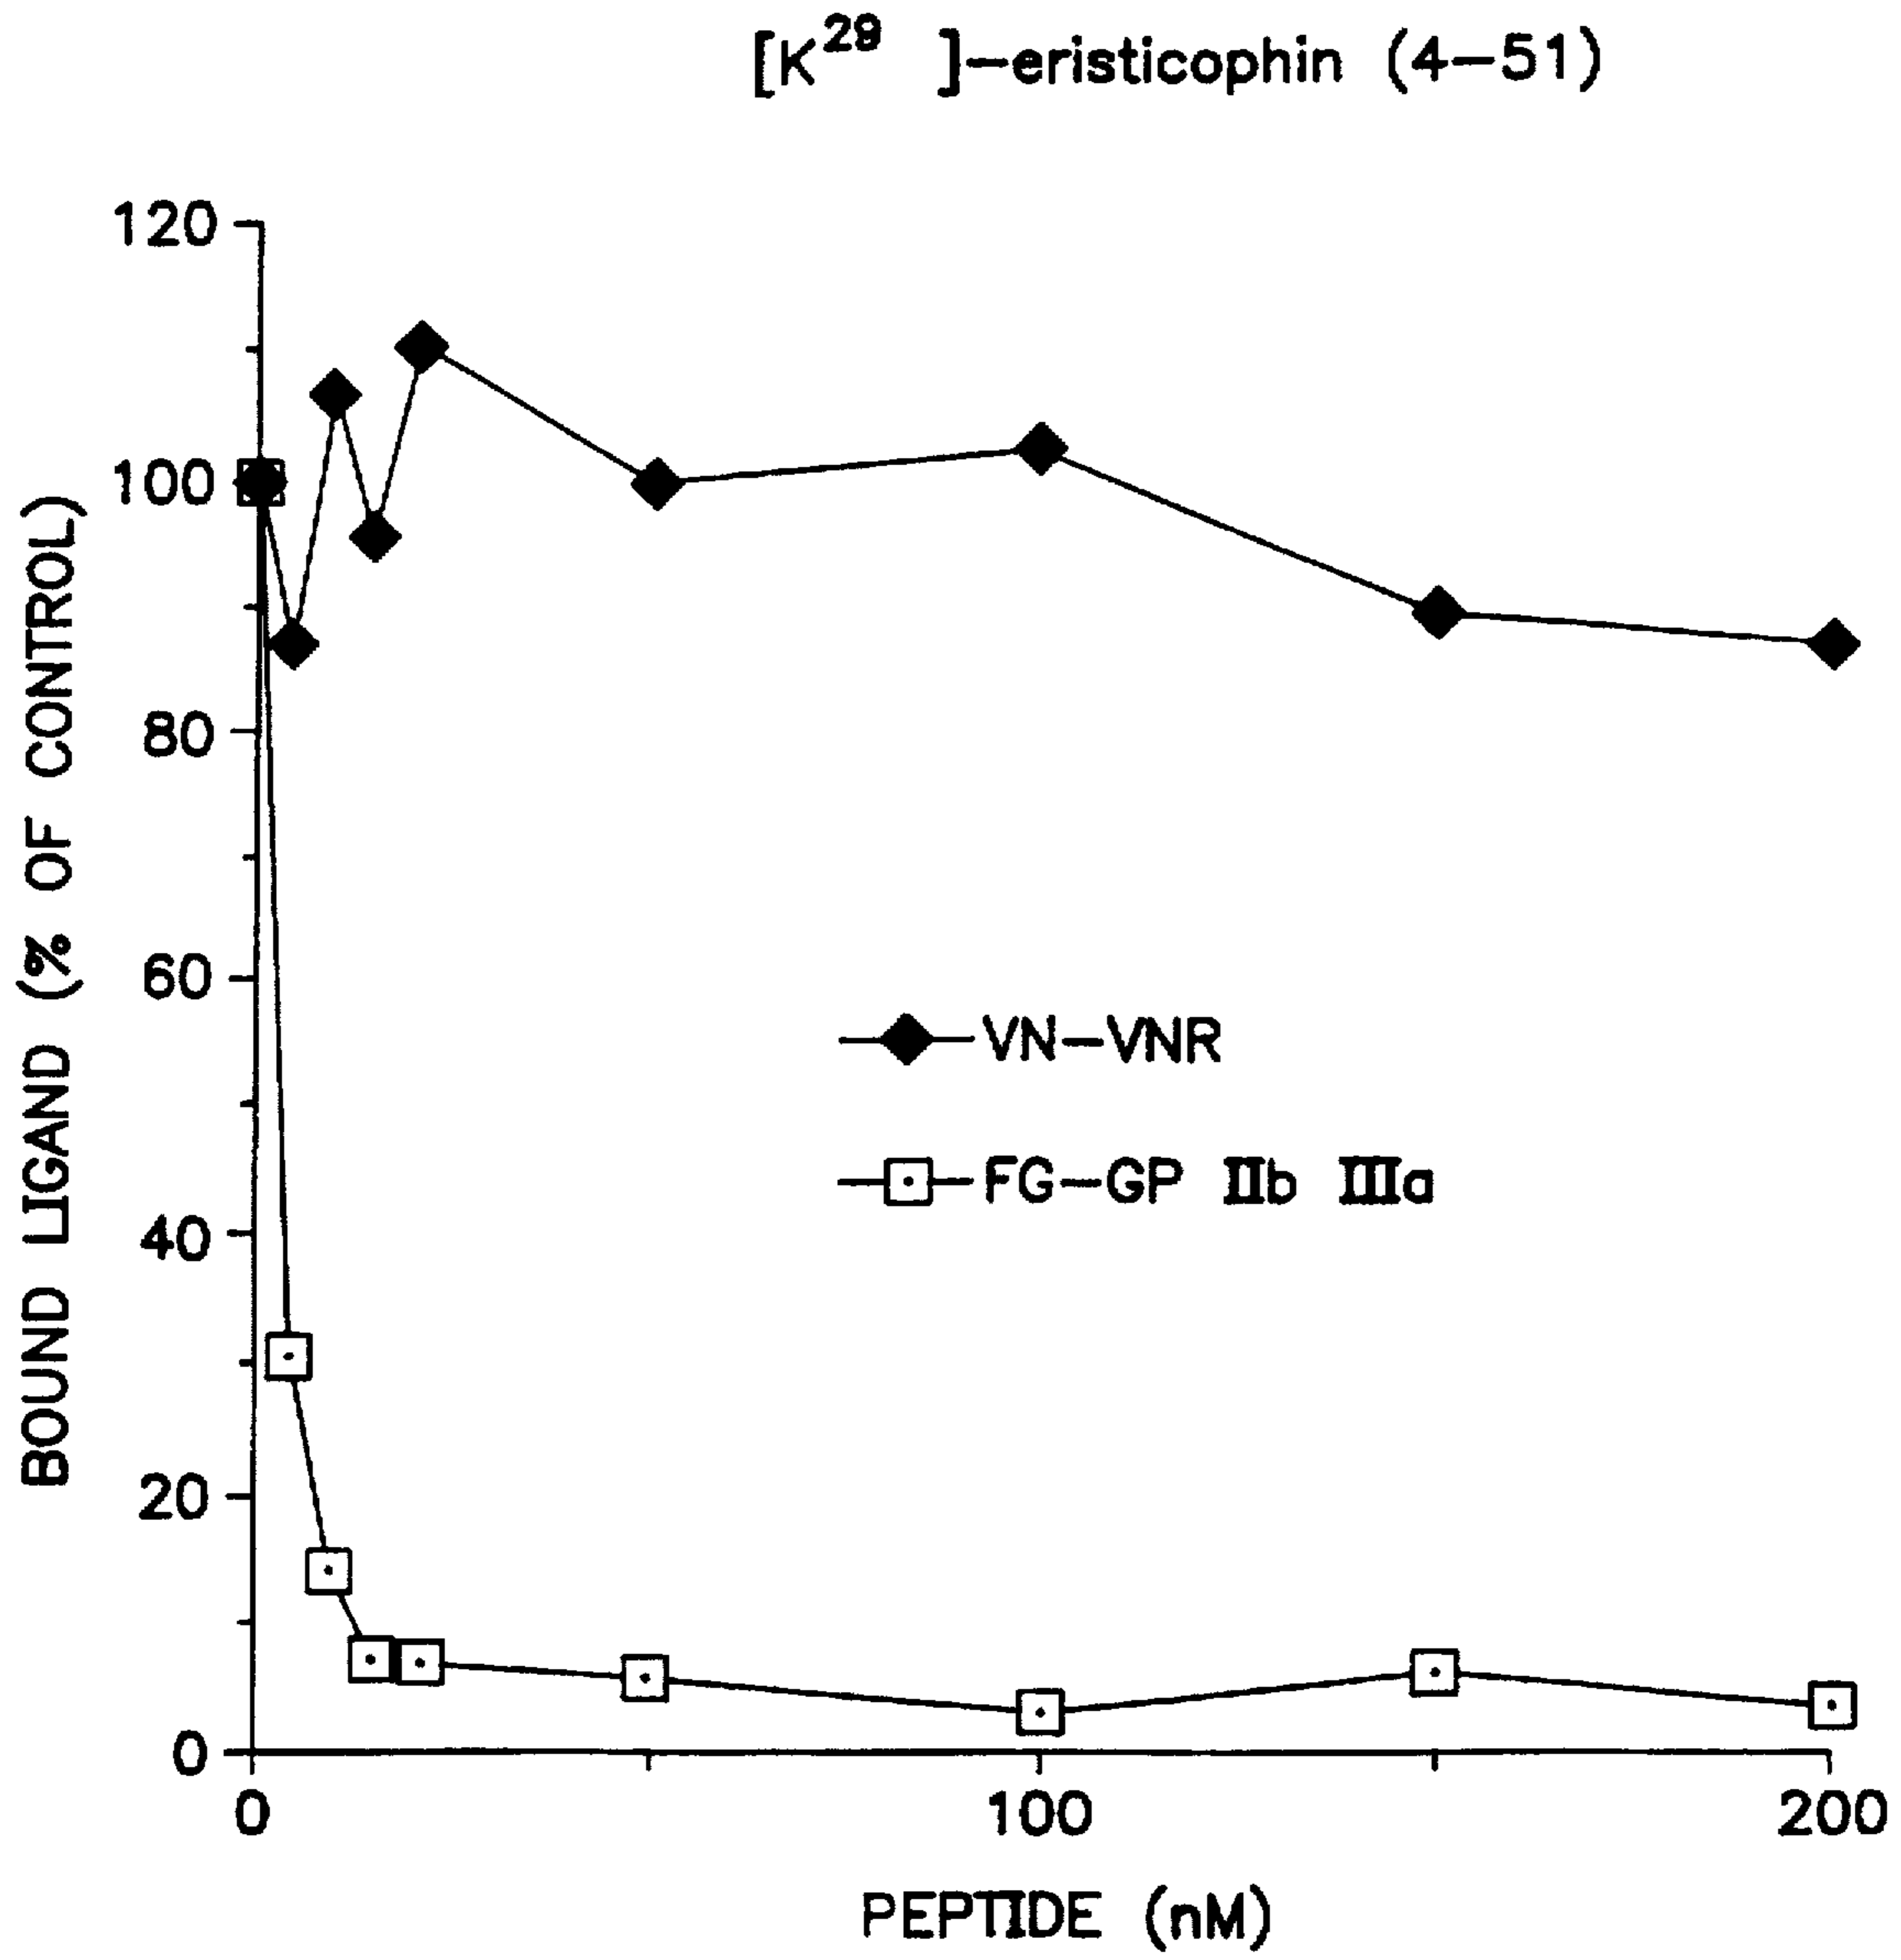 [K²⁹ ]-eristicophin (4-51)
120
100
80
60
40
20
0
BOUND LIGAND (% OF CONTROL)
VN-VNR
FG-GP IIb IIIa
0 100 200
PEPTIDE (nM)